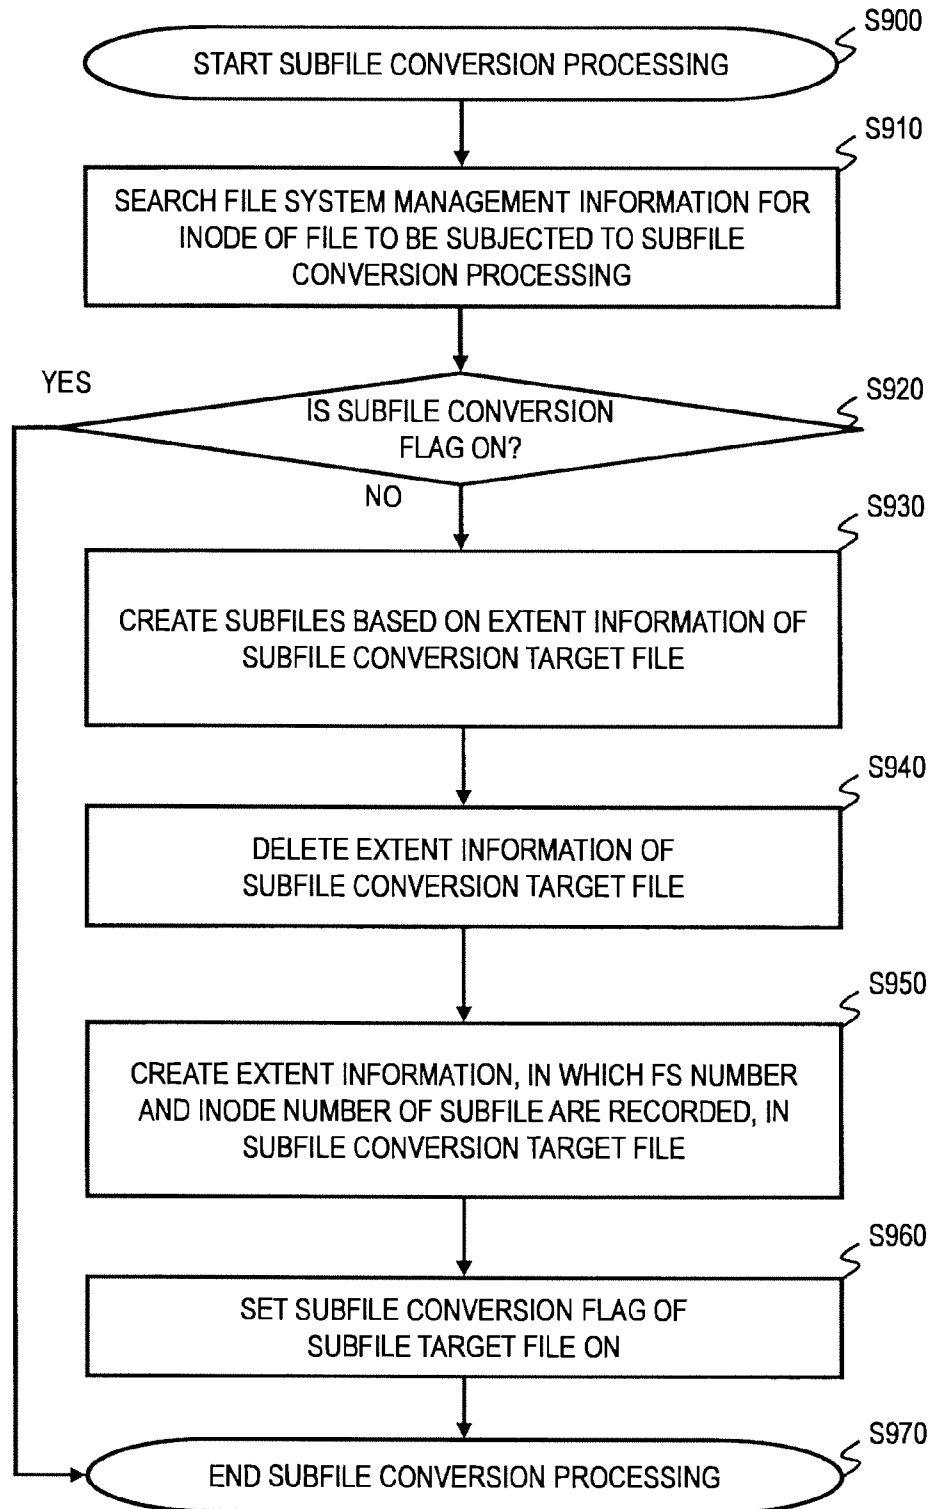 S900
START SUBFILE CONVERSION PROCESSING
S910
SEARCH FILE SYSTEM MANAGEMENT INFORMATION FOR
INODE OF FILE TO BE SUBJECTED TO SUBFILE
CONVERSION PROCESSING
YES
S920
IS SUBFILE CONVERSION
FLAG ON?
NO
S930
CREATE SUBFILES BASED ON EXTENT INFORMATION OF
SUBFILE CONVERSION TARGET FILE
S940
DELETE EXTENT INFORMATION OF
SUBFILE CONVERSION TARGET FILE
S950
CREATE EXTENT INFORMATION, IN WHICH FS NUMBER
AND INODE NUMBER OF SUBFILE ARE RECORDED, IN
SUBFILE CONVERSION TARGET FILE
S960
SET SUBFILE CONVERSION FLAG OF
SUBFILE TARGET FILE ON
S970
END SUBFILE CONVERSION PROCESSING